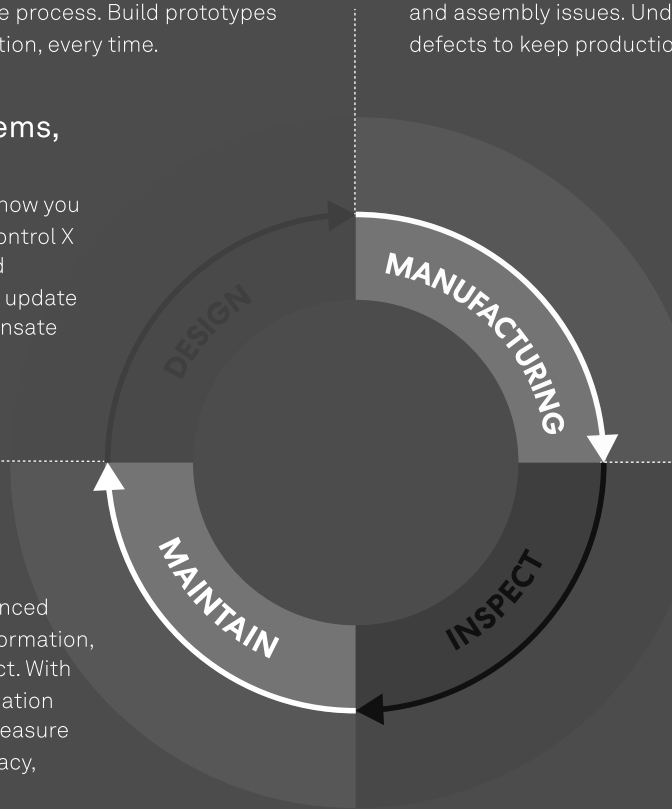 e process. Build prototypes
tion, every time.
and assembly issues. Und
defects to keep productio
ems,
now you
ontrol X
d
update
nsate
DESIGN
MANUFACTURING
INSPECT
MAINTAIN
nced
ormation,
ct. With
ation
easure
acy,